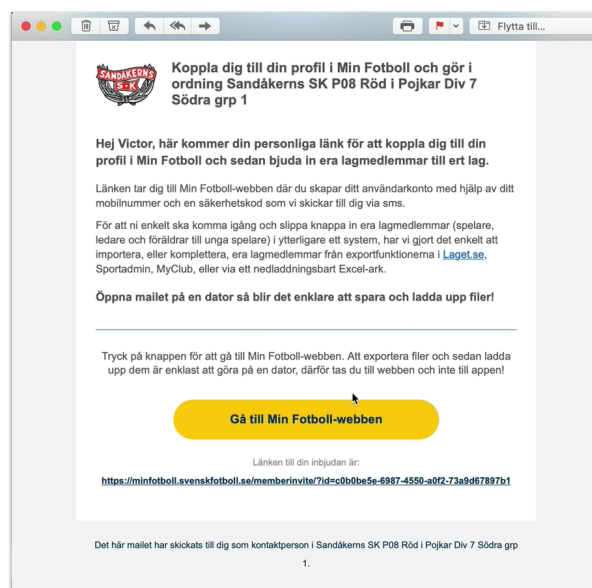 Flytta till...
SANDÅKERNS
S K
Koppla dig till din profil i Min Fotboll och gör i
ordning Sandåkerns SK P08 Röd i Pojkar Div 7
Södra grp 1
Hej Victor, här kommer din personliga länk för att koppla dig till din
profil i Min Fotboll och sedan bjuda in era lagmedlemmar till ert lag.
Länken tar dig till Min Fotboll-webben där du skapar ditt användarkonto med hjälp av ditt
mobilnummer och en säkerhetskod som vi skickar till dig via sms.
För att ni enkelt ska komma igång och slippa knappa in era lagmedlemmar (spelare,
ledare och föräldrar till unga spelare) i ytterligare ett system, har vi gjort det enkelt att
importera, eller komplettera, era lagmedlemmar från exportfunktionerna i Laget.se,
Sportadmin, MyClub, eller via ett nedladdningsbart Excel-ark.
Öppna mailet på en dator så blir det enklare att spara och ladda upp filer!
Tryck på knappen för att gå till Min Fotboll-webben. Att exportera filer och sedan ladda
upp dem är enklast att göra på en dator, därför tas du till webben och inte till appen!
Gå till Min Fotboll-webben
Länken till din inbjudan är:
https://minfotboll.svenskfotboll.se/memberinvite/?id=c0b0be5e-6987-4550-a0f2-73a9d67897b1
Det här mailet har skickats till dig som kontaktperson i Sandåkerns SK P08 Röd i Pojkar Div 7 Södra grp
1.